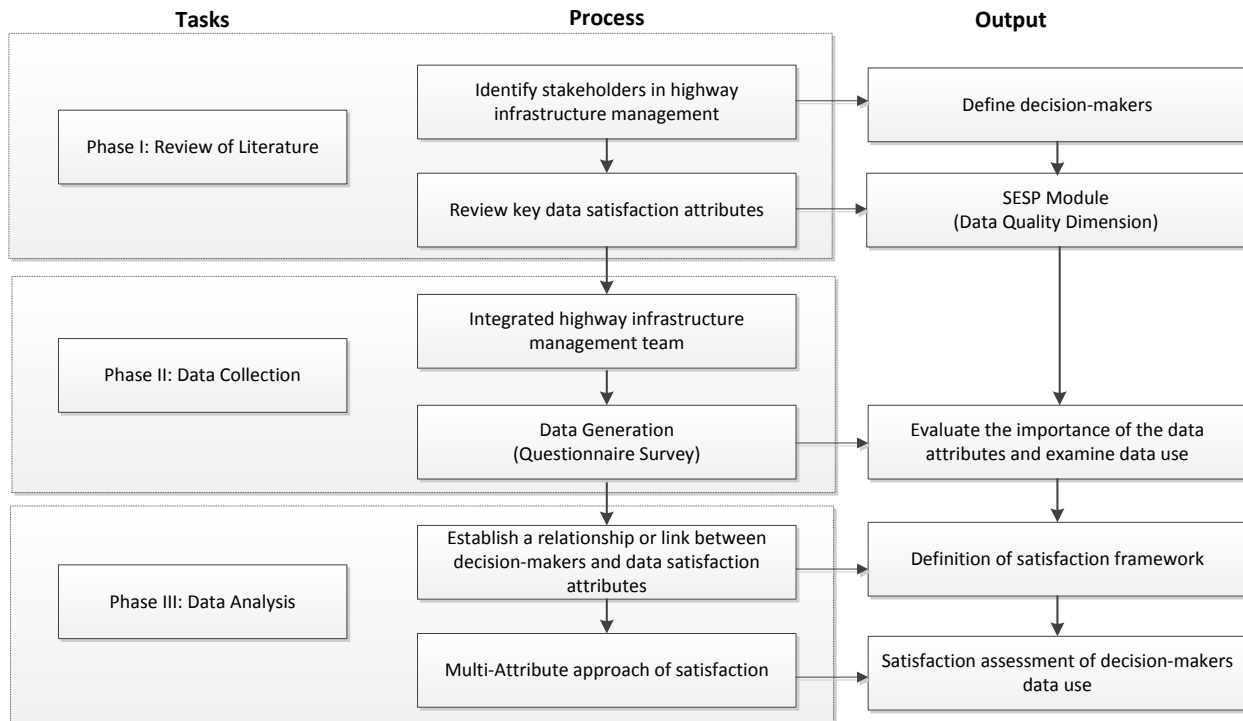 Tasks
Process
Output
Phase I: Review of Literature
Identify stakeholders in highway
infrastructure management
Define decision-makers
Review key data satisfaction attributes
SESP Module
(Data Quality Dimension)
Phase II: Data Collection
Integrated highway infrastructure
management team
Data Generation
(Questionnaire Survey)
Evaluate the importance of the data
attributes and examine data use
Phase III: Data Analysis
Establish a relationship or link between
decision-makers and data satisfaction
attributes
Definition of satisfaction framework
Multi-Attribute approach of satisfaction
Satisfaction assessment of decision-makers
data use